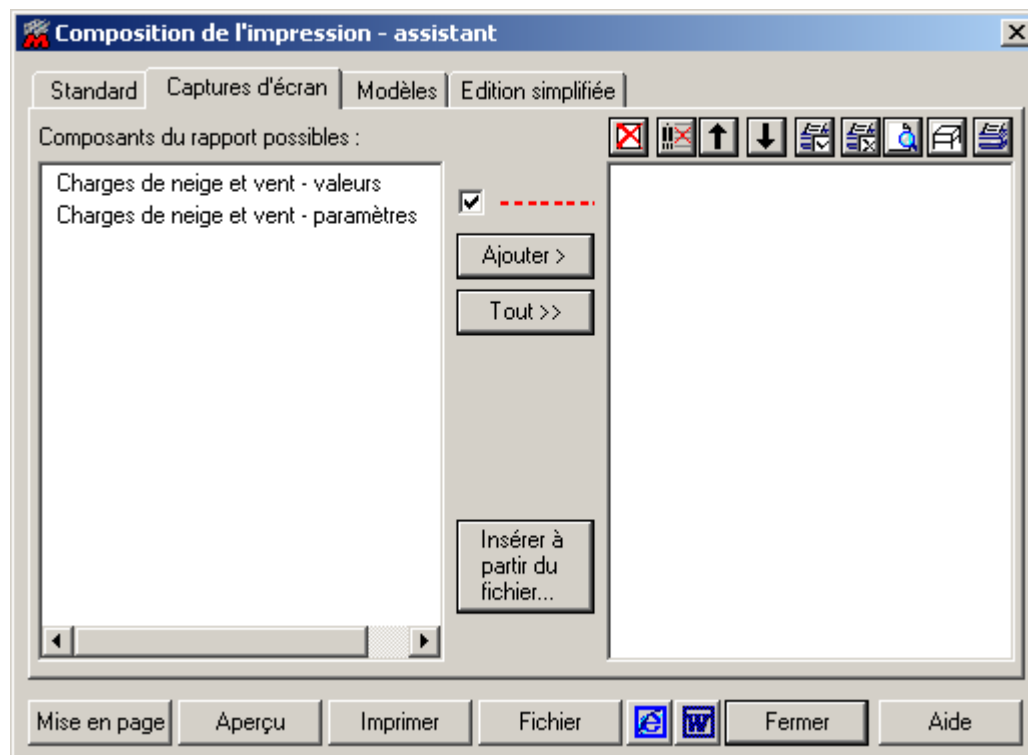 Composition de l'impression - assistant
Standard
Captures d'écran
Modèles
Edition simplifiée
Composants du rapport possibles :
Charges de neige et vent - valeurs
Charges de neige et vent - paramètres
Ajouter >
Tout >>
Insérer à
partir du
fichier...
Mise en page
Aperçu
Imprimer
Fichier
Fermer
Aide